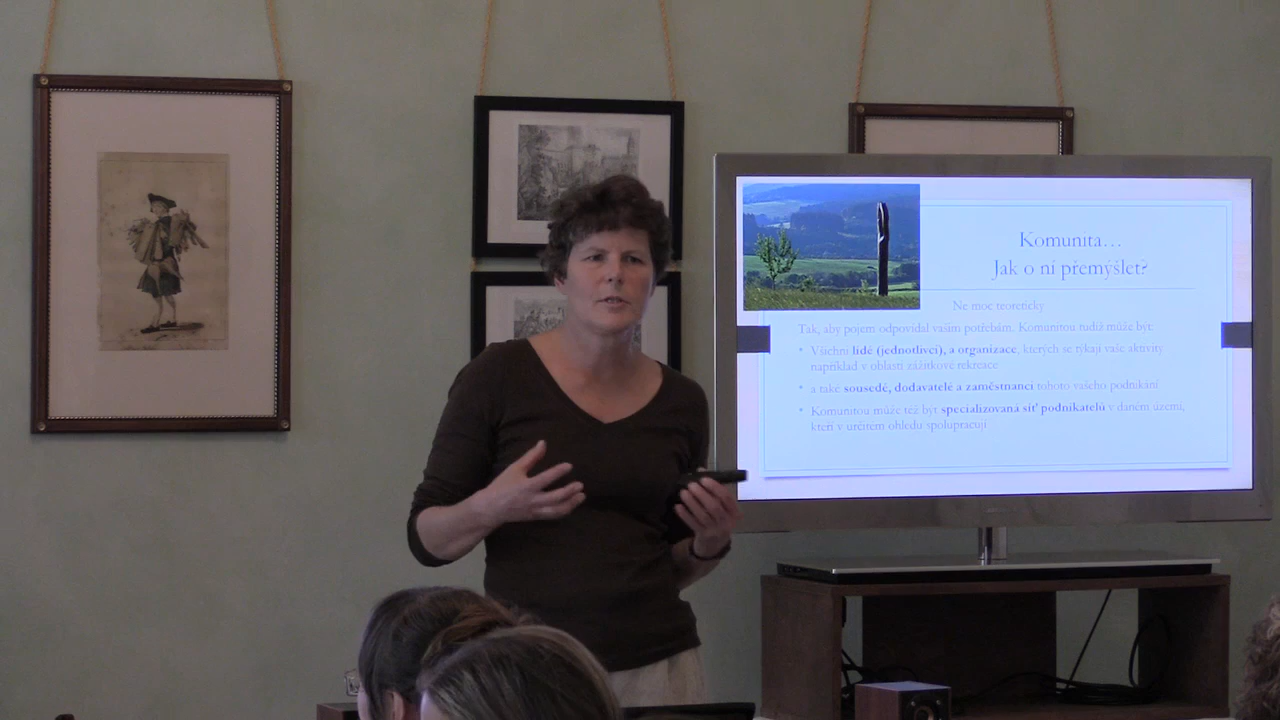 Komunita…
Jak o ní přemýšlet?
Ne moc teoreticky
Tak, aby pojem odpovídal vašim potřebám. Komunitou tudíž může být:
• Všichni lidé (jednotlivci), a organizace, kterých se týkají vaše aktivity
například v oblasti zážitkové rekreace
• a také sousedé, dodavatelé a zaměstnanci tohoto vašeho podnikání
• Komunitou může též být specializovaná síť podnikatelů v daném území,
kteří v určitém ohledu spolupracují